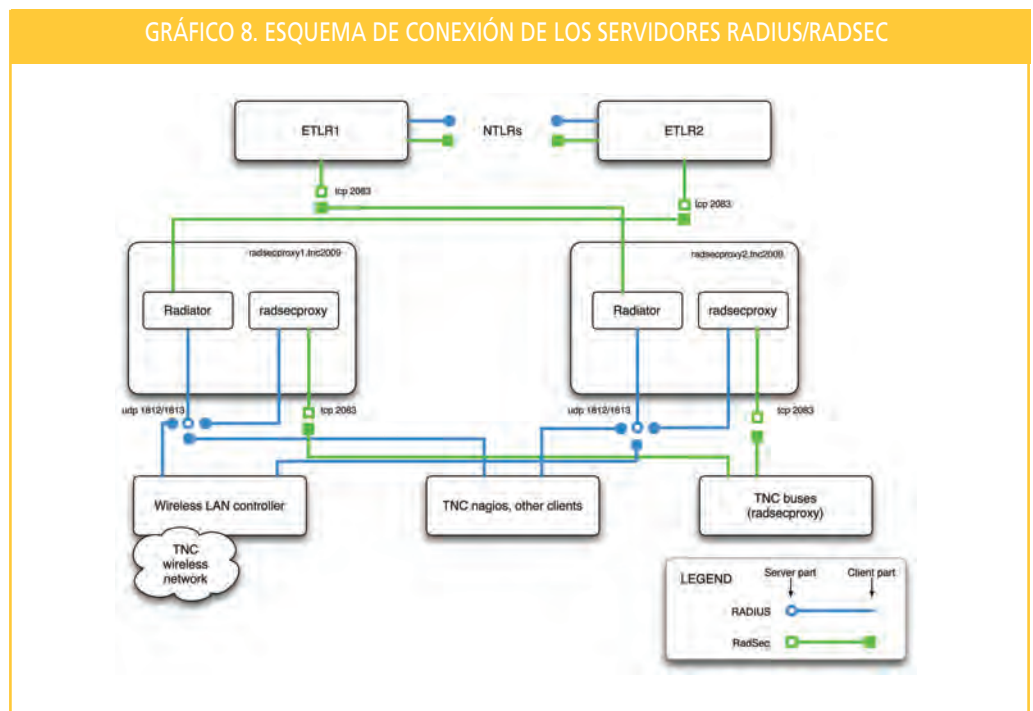 GRÁFICO 8. ESQUEMA DE CONEXIÓN DE LOS SERVIDORES RADIUS/RADSEC
ETLR1
NTLRs
ETLR2
tcp 2083
tcp 2083
radsecproxy1.tnc2009.
radsecproxy2.tnc2009.
Radiator
radsecproxy
Radiator
radsecproxy
udp 1812/1813
tcp 2083
udp 1812/1813
tcp 2083
Wireless LAN controller
TNC nagios, other clients
TNC buses
(radsecproxy)
TNC
wireless
network
LEGEND
Server part
Client part
RADIUS
RadSec